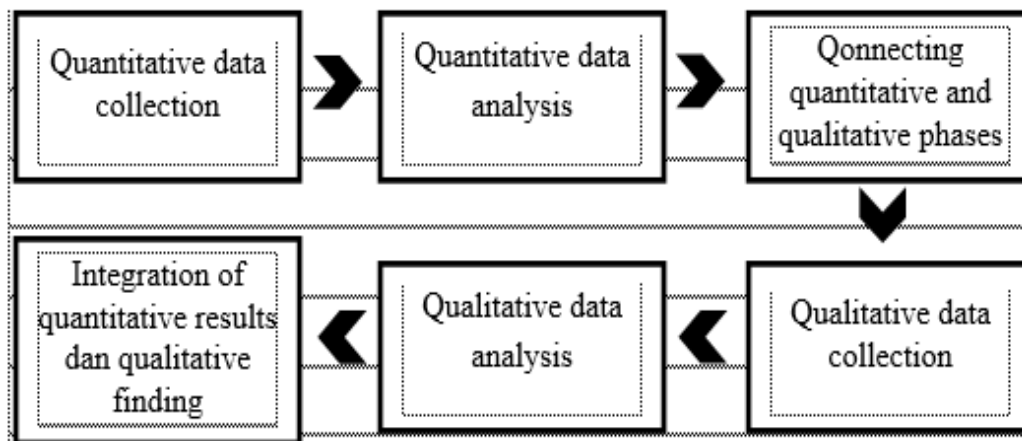 Quantitative data
collection
Quantitative data
analysis
Qonnecting
quantitative and
qualitative phases
Qualitative data
collection
Qualitative data
analysis
Integration of
quantitative results
dan qualitative
finding